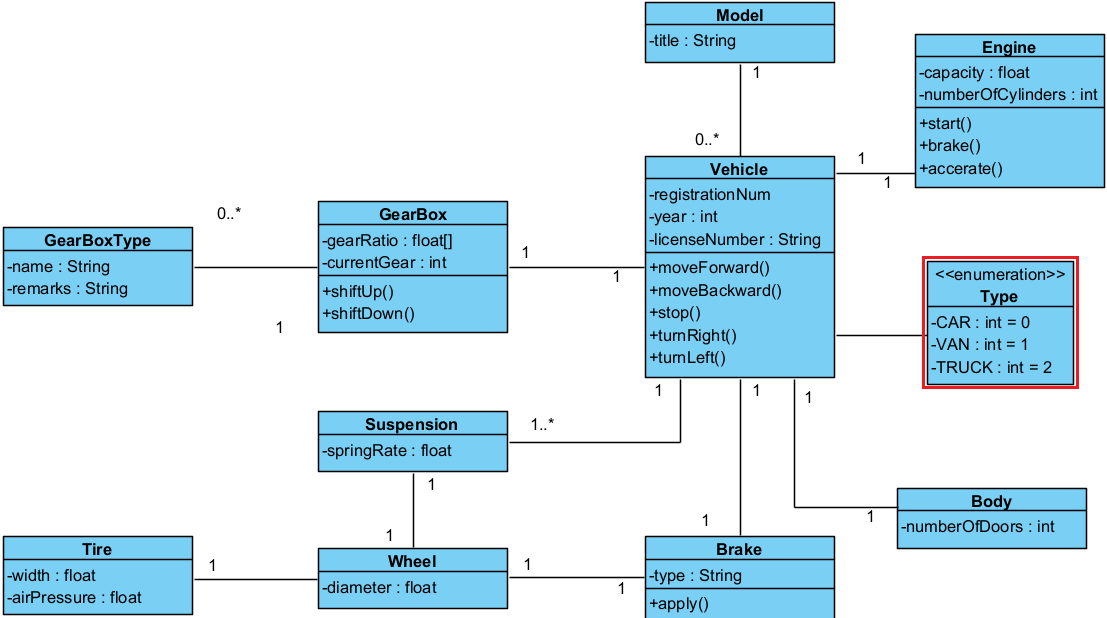 Model
-title : String
1
0..*
Engine
-capacity : float
-numberOfCylinders : int
+start()
+brake()
+accerate()
Vehicle
-registrationNum
-year : int
-licenseNumber : String
+moveForward()
+moveBackward()
+stop()
+turnRight()
+turnLeft()
1
1
GearBox
-gearRatio : float[]
-currentGear : int
+shiftUp()
+shiftDown()
1
1
0..*
1
GearBoxType
-name : String
-remarks : String
<<enumeration>>
Type
-CAR : int = 0
-VAN : int = 1
-TRUCK : int = 2
1
1
1
1..*
Suspension
-springRate : float
1
1
Body
-numberOfDoors : int
1
1
Brake
-type : String
+apply()
Wheel
-diameter : float
1
1
1
Tire
-width : float
-airPressure : float